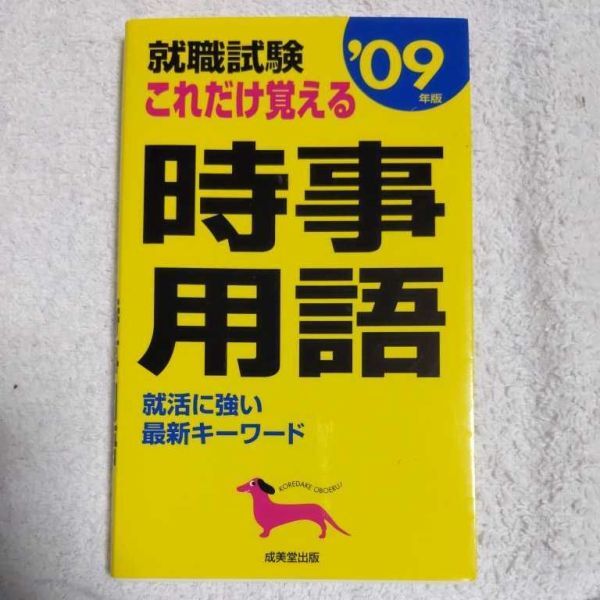 就職試験
これだけ覚える
'09
年版
時事
用語
就活に強い
最新キーワード
KOREDAKE OBOERU!
成美堂出版